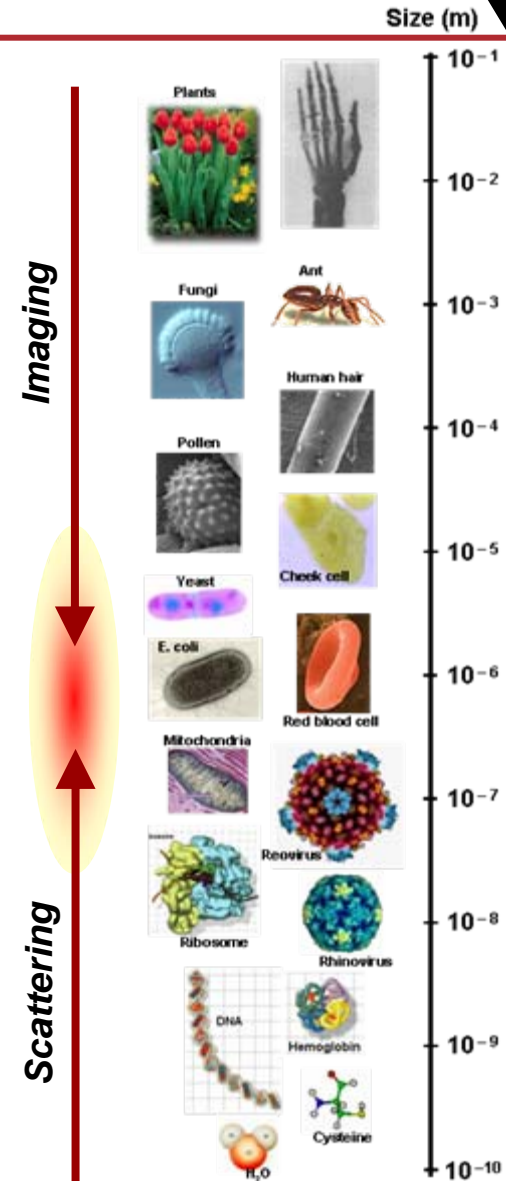 Size (m)
10⁻¹
Plants
10⁻²
Ant
Fungi
10⁻³
Imaging
Human hair
10⁻⁴
Pollen
10⁻⁵
Cheek cell
Yeast
E. coli
10⁻⁶
Red blood cell
Mitochondria
10⁻⁷
Reovirus
Scattering
10⁻⁸
Ribosome
Rhinovirus
DNA
Hemoglobin
10⁻⁹
Cysteine
H₂O
10⁻¹⁰